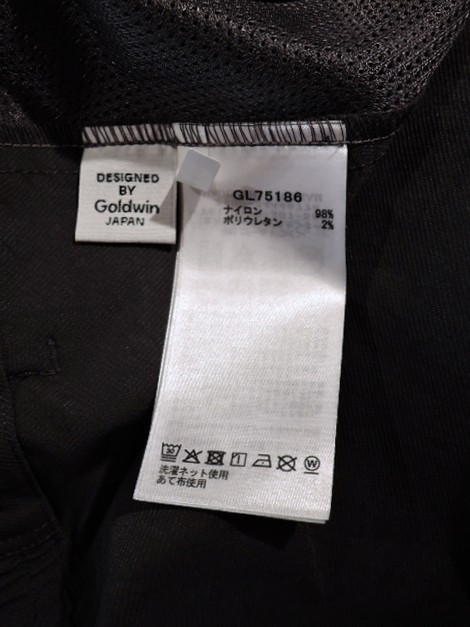 DESIGNED
BY
Goldwin
JAPAN
GL75186
ナイロン 98%
ポリウレタン 2%
洗濯ネット使用
あて布使用